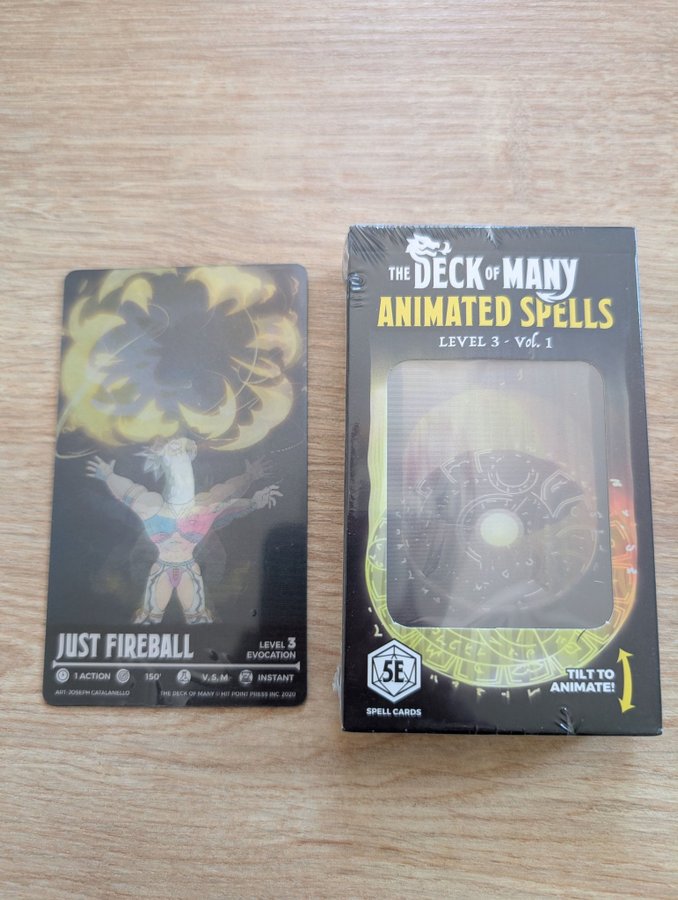 JUST FIREBALL
LEVEL 3
EVOCATION
1 ACTION
150'
V, S, M
INSTANT
ART: JOSEPH CATALANELLO
THE DECK OF MANY © HIT POINT PRESS INC 2020
THE DECK OF MANY
ANIMATED SPELLS
LEVEL 3 - Vol. 1
5E
SPELL CARDS
TILT TO
ANIMATE!